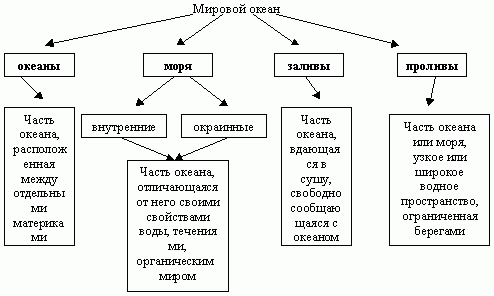 Мировой океан
океаны
моря
заливы
проливы
Часть
океана,
располож
енная
между
отдельны
ми
материка
ми
внутренние
окраинные
Часть океана,
отличающаяся
от него своими
свойствами
воды, течения
ми,
органическим
миром
Часть
океана,
вдающая
ся в
сушу,
свободно
сообщаю
щаяся с
океаном
Часть океана
или моря,
узкое или
широкое
водное
пространство,
ограниченная
берегами